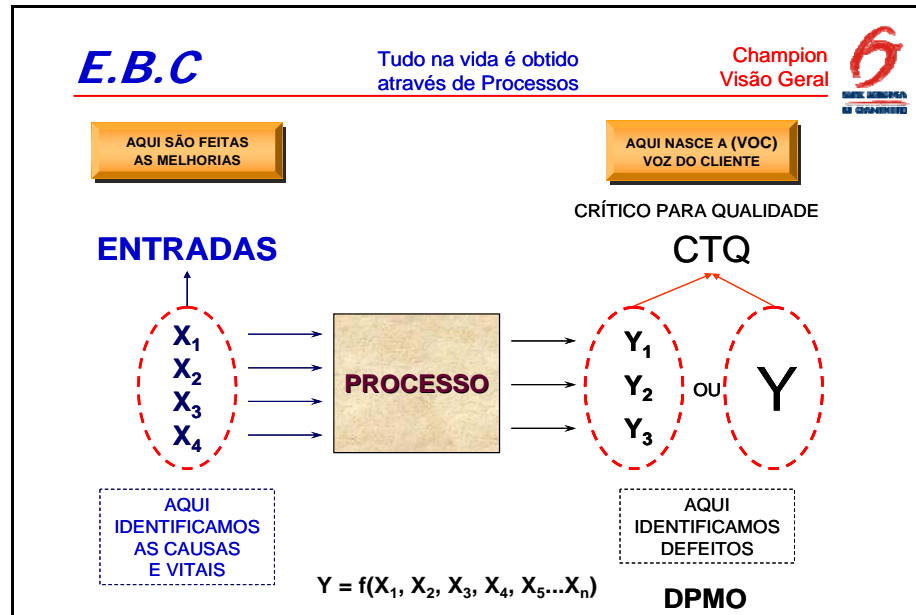 E.B.C
Tudo na vida é obtido
através de Processos
Champion
Visão Geral
AQUI SÃO FEITAS
AS MELHORIAS
AQUI NASCE A (VOC)
VOZ DO CLIENTE
CRÍTICO PARA QUALIDADE
ENTRADAS
CTQ
X1
X2
X3
X4
PROCESSO
Y1
Y2
Y3
OU
Y
AQUI
IDENTIFICAMOS
AS CAUSAS
E VITAIS
AQUI
IDENTIFICAMOS
DEFEITOS
Y = f(X1, X2, X3, X4, X5...Xn)
DPMO